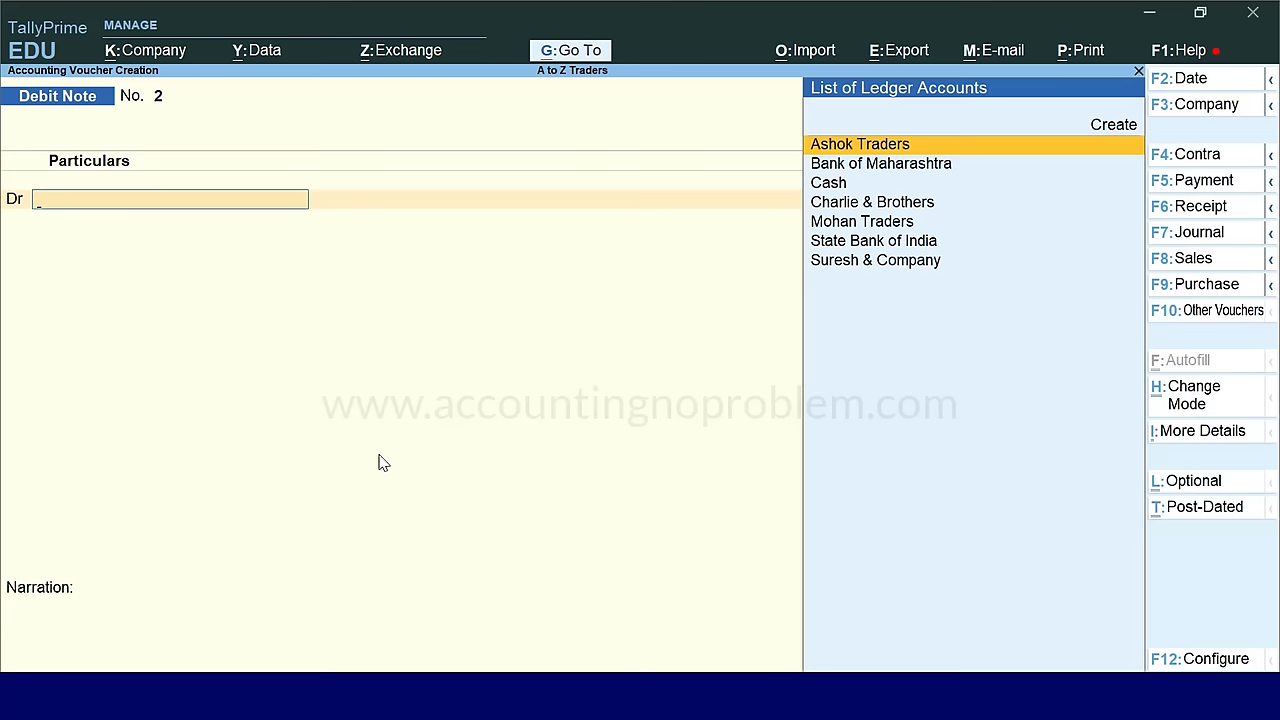 TallyPrime
MANAGE
EDU
K:Company
Y:Data
Z:Exchange
G:Go To
O:Import
E:Export
M:E-mail
P:Print
F1:Help
Accounting Voucher Creation
A to Z Traders
Debit Note No. 2
Particulars
Dr
Narration:
List of Ledger Accounts
Create
Ashok Traders
Bank of Maharashtra
Cash
Charlie & Brothers
Mohan Traders
State Bank of India
Suresh & Company
F2:Date
F3:Company
F4:Contra
F5:Payment
F6:Receipt
F7:Journal
F8:Sales
F9:Purchase
F10:Other Vouchers
F:Autofill
H:Change
Mode
I:More Details
L:Optional
T:Post-Dated
F12:Configure
www.accountingnoproblem.com